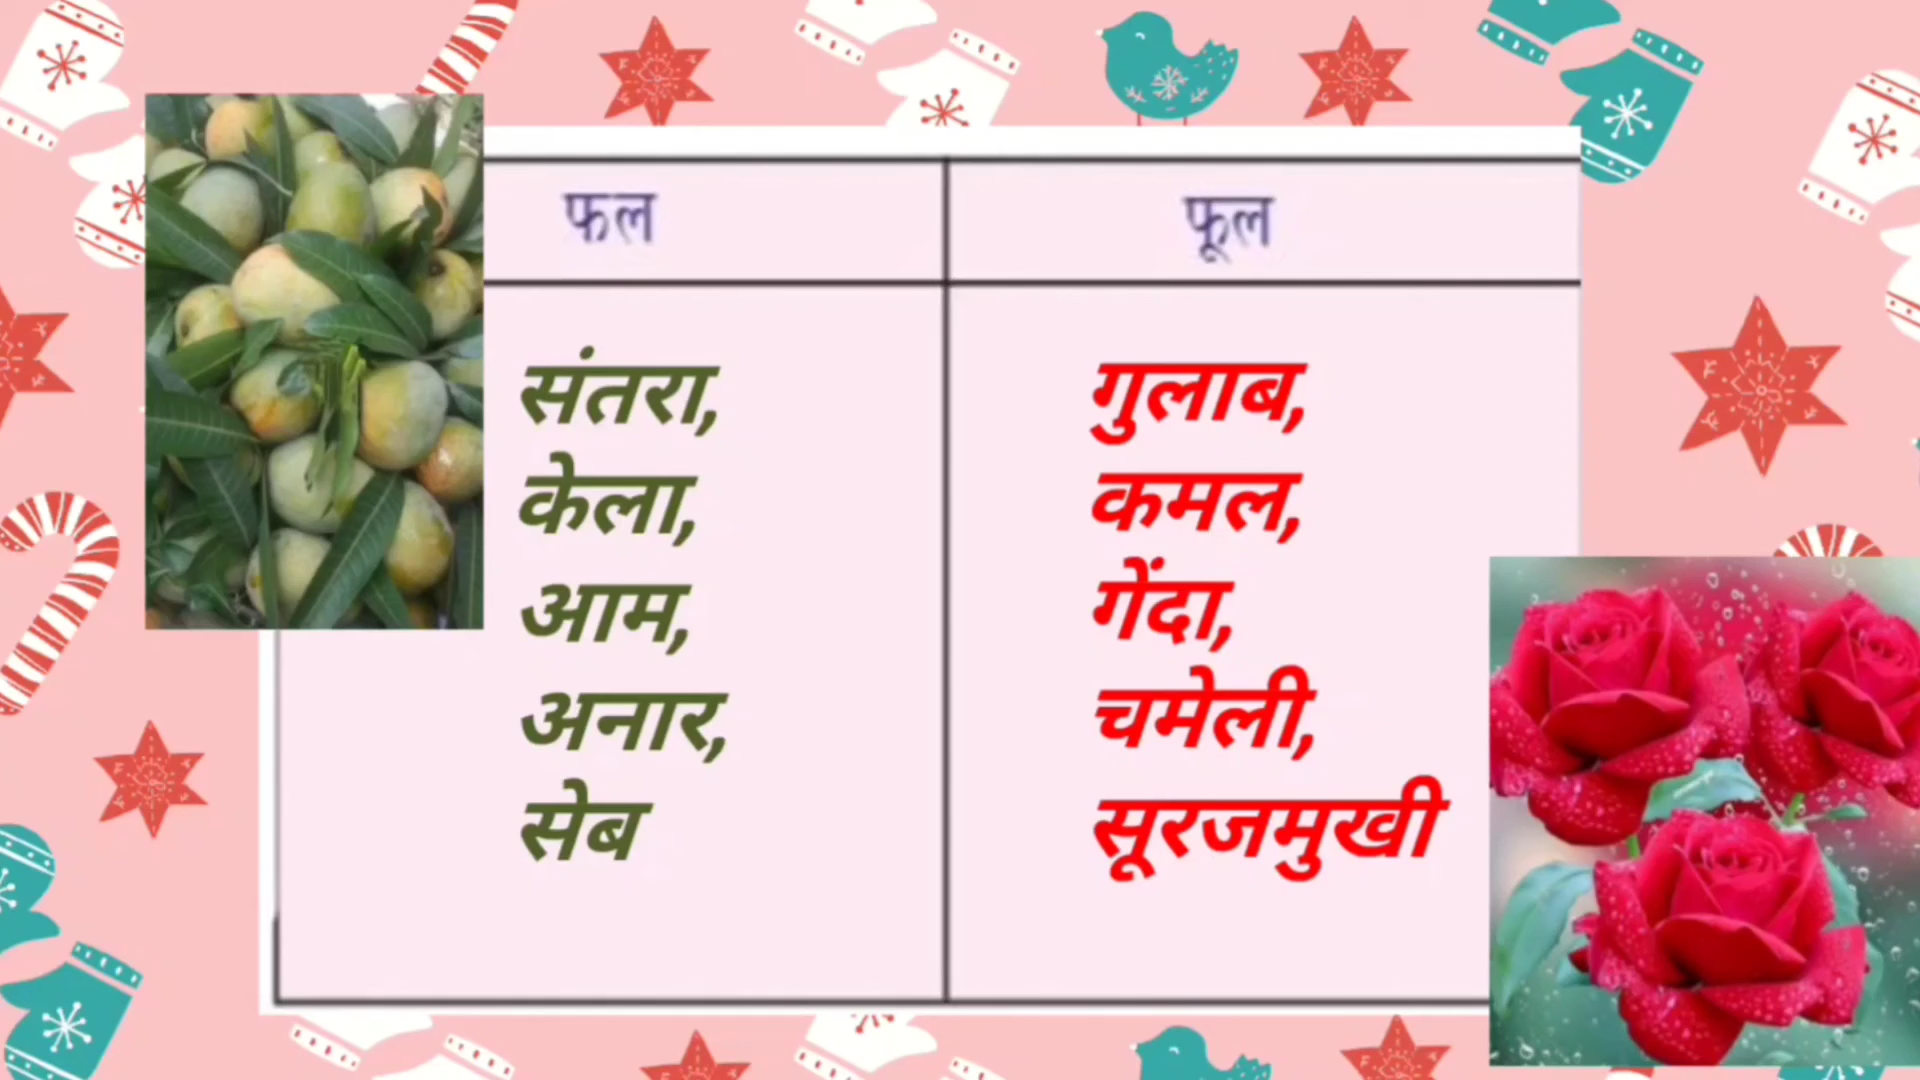 फल
फूल
संतरा,
केला,
आम,
अनार,
सेब
गुलाब,
कमल,
गेंदा,
चमेली,
सूरजमुखी